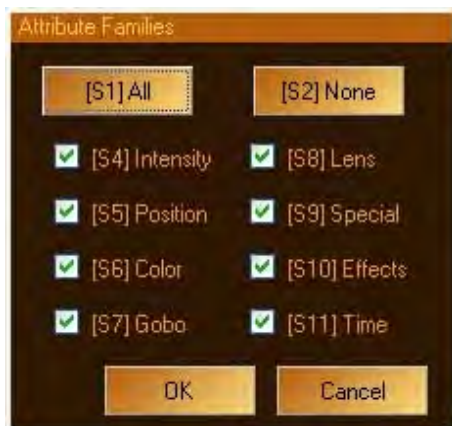 Attribute Families
[S1] All [S2] None
[S4] Intensity [S8] Lens
[S5] Position [S9] Special
[S6] Color [S10] Effects
[S7] Gobo [S11] Time
OK Cancel